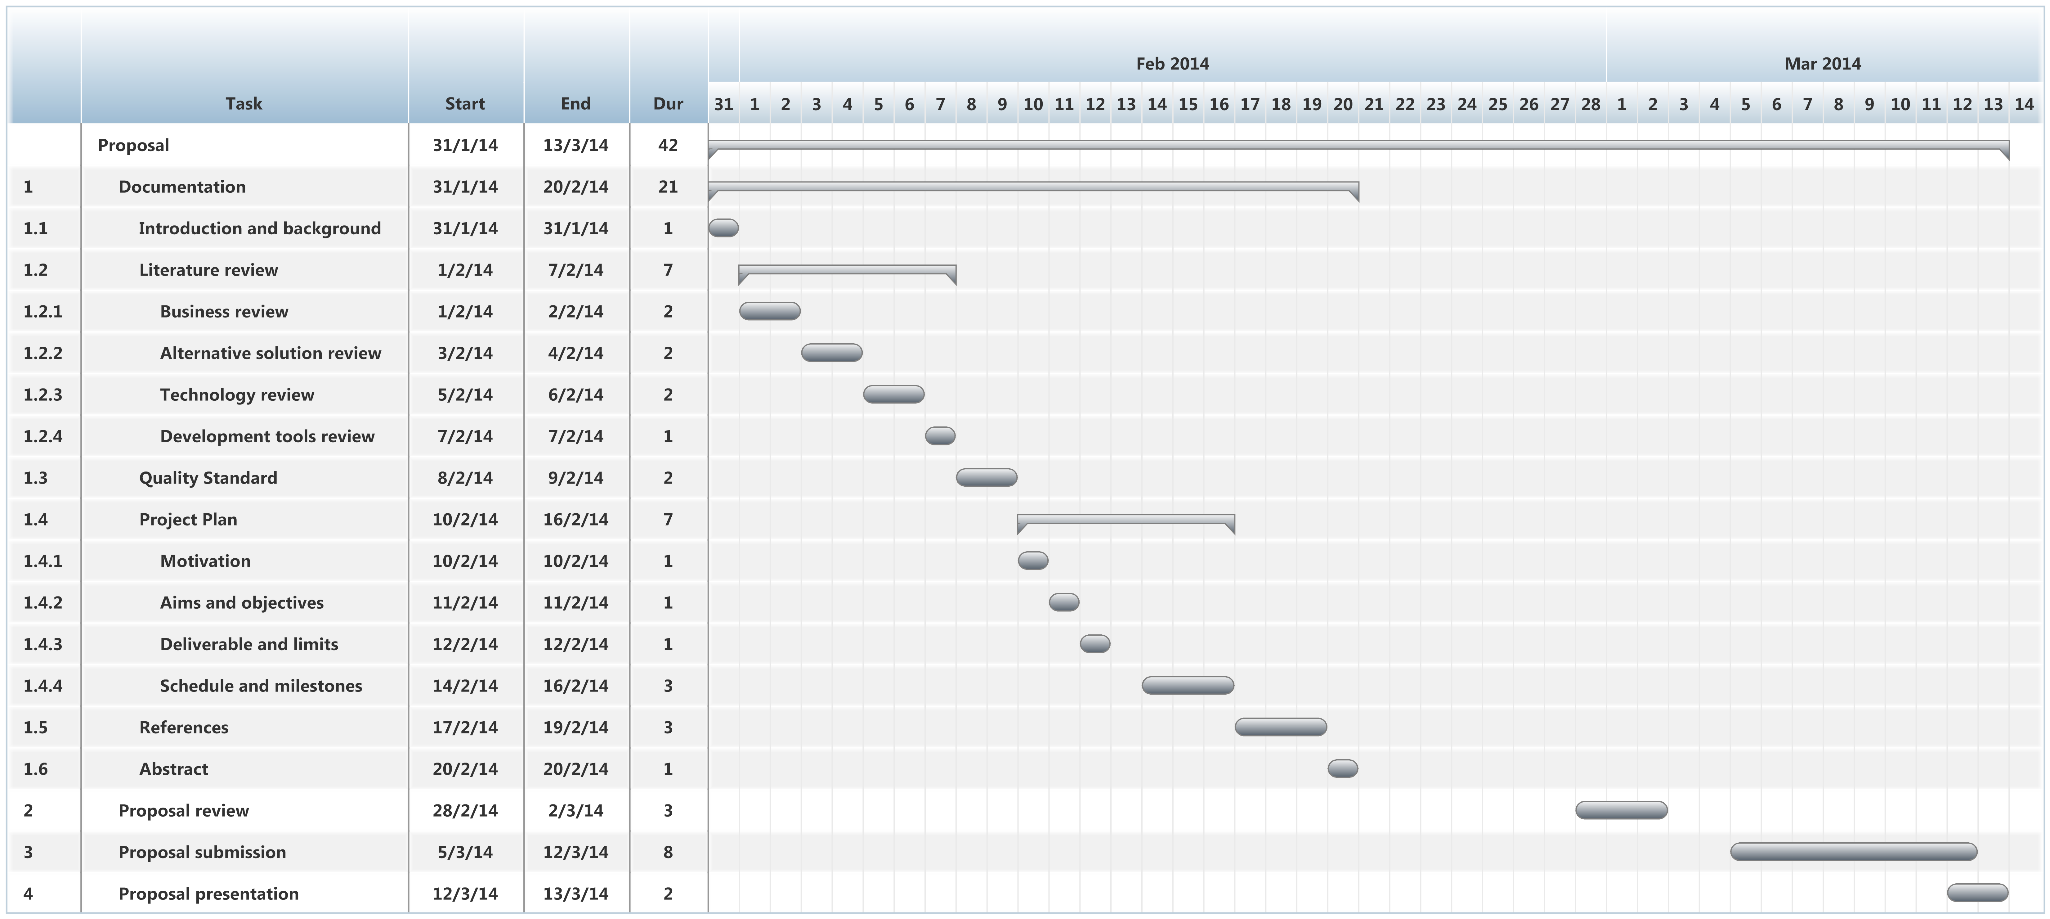 Feb 2014 Mar 2014
Task Start End Dur 31 1 2 3 4 5 6 7 8 9 10 11 12 13 14 15 16 17 18 19 20 21 22 23 24 25 26 27 28 1 2 3 4 5 6 7 8 9 10 11 12 13 14
Proposal 31/1/14 13/3/14 42
1 Documentation 31/1/14 20/2/14 21
1.1 Introduction and background 31/1/14 31/1/14 1
1.2 Literature review 1/2/14 7/2/14 7
1.2.1 Business review 1/2/14 2/2/14 2
1.2.2 Alternative solution review 3/2/14 4/2/14 2
1.2.3 Technology review 5/2/14 6/2/14 2
1.2.4 Development tools review 7/2/14 7/2/14 1
1.3 Quality Standard 8/2/14 9/2/14 2
1.4 Project Plan 10/2/14 16/2/14 7
1.4.1 Motivation 10/2/14 10/2/14 1
1.4.2 Aims and objectives 11/2/14 11/2/14 1
1.4.3 Deliverable and limits 12/2/14 12/2/14 1
1.4.4 Schedule and milestones 14/2/14 16/2/14 3
1.5 References 17/2/14 19/2/14 3
1.6 Abstract 20/2/14 20/2/14 1
2 Proposal review 28/2/14 2/3/14 3
3 Proposal submission 5/3/14 12/3/14 8
4 Proposal presentation 12/3/14 13/3/14 2